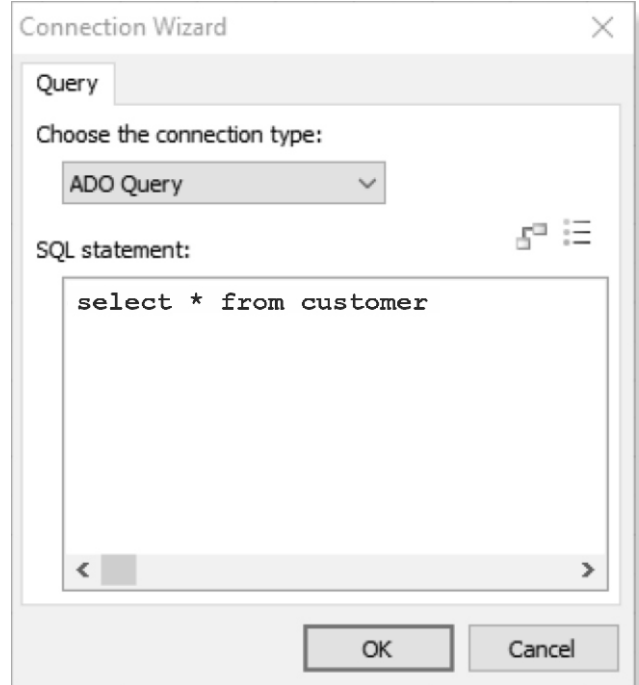 Connection Wizard
Query
Choose the connection type:
ADO Query
SQL statement:
select * from customer
OK
Cancel